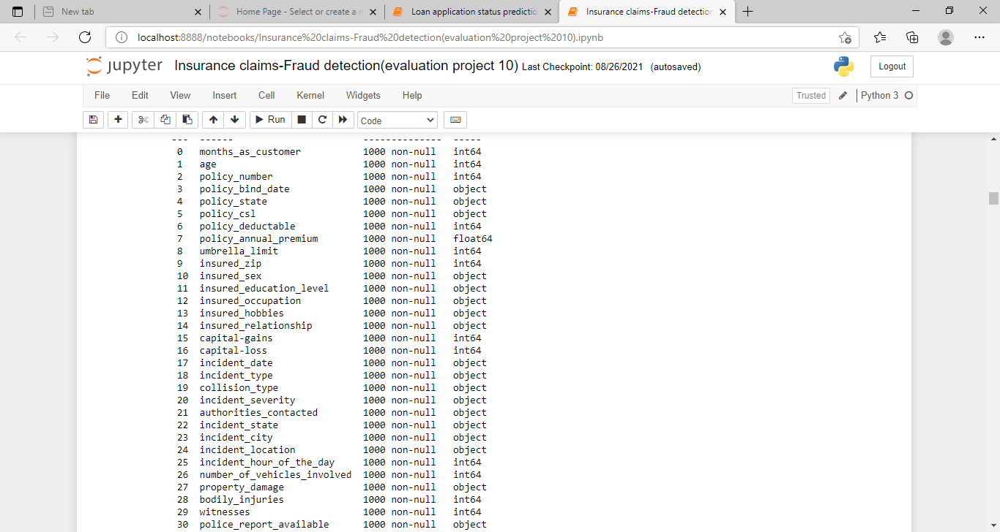 New tab
Home Page - Select or create a n
Loan application status predictio
Insurance claims-Fraud detection
localhost:8888/notebooks/Insurance%20claims-Fraud%20detection(evaluation%20project%2010).ipynb
jupyter Insurance claims-Fraud detection(evaluation project 10) Last Checkpoint: 08/26/2021 (autosaved)
Logout
File Edit View Insert Cell Kernel Widgets Help
Trusted
Python 3
Run
Code
--- ------ -------------- -----
0 months_as_customer 1000 non-null int64
1 age 1000 non-null int64
2 policy_number 1000 non-null int64
3 policy_bind_date 1000 non-null object
4 policy_state 1000 non-null object
5 policy_csl 1000 non-null object
6 policy_deductable 1000 non-null int64
7 policy_annual_premium 1000 non-null float64
8 umbrella_limit 1000 non-null int64
9 insured_zip 1000 non-null int64
10 insured_sex 1000 non-null object
11 insured_education_level 1000 non-null object
12 insured_occupation 1000 non-null object
13 insured_hobbies 1000 non-null object
14 insured_relationship 1000 non-null object
15 capital-gains 1000 non-null int64
16 capital-loss 1000 non-null int64
17 incident_date 1000 non-null object
18 incident_type 1000 non-null object
19 collision_type 1000 non-null object
20 incident_severity 1000 non-null object
21 authorities_contacted 1000 non-null object
22 incident_state 1000 non-null object
23 incident_city 1000 non-null object
24 incident_location 1000 non-null object
25 incident_hour_of_the_day 1000 non-null int64
26 number_of_vehicles_involved 1000 non-null int64
27 property_damage 1000 non-null object
28 bodily_injuries 1000 non-null int64
29 witnesses 1000 non-null int64
30 police_report_available 1000 non-null object